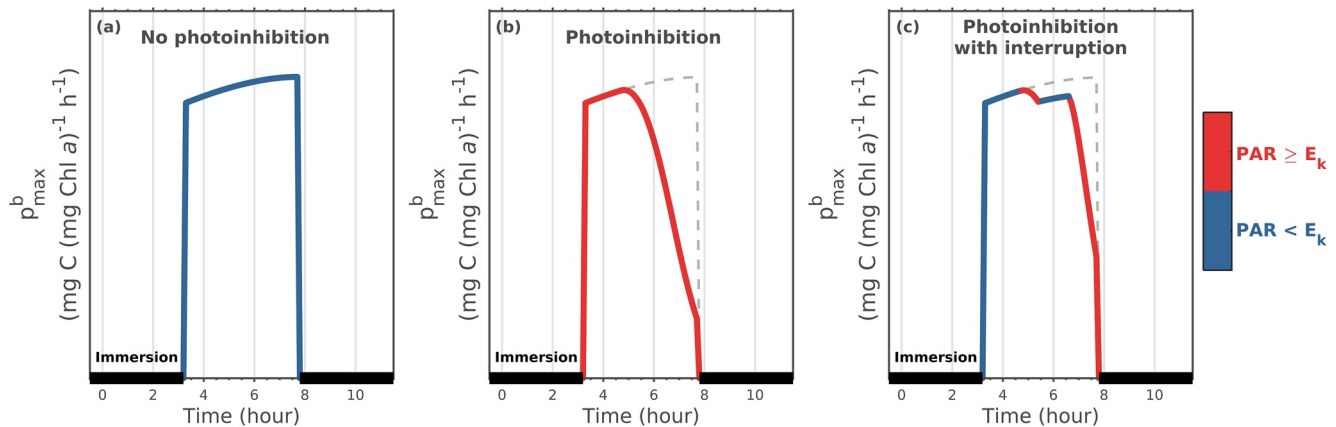 (a)
No photoinhibition
p^b_max
(mg C (mg Chl a)^-1 h^-1)
Immersion
0 2 4 6 8 10
Time (hour)
(b)
Photoinhibition
p^b_max
(mg C (mg Chl a)^-1 h^-1)
Immersion
0 2 4 6 8 10
Time (hour)
(c)
Photoinhibition
with interruption
p^b_max
(mg C (mg Chl a)^-1 h^-1)
Immersion
0 2 4 6 8 10
Time (hour)
PAR ≥ E_k
PAR < E_k